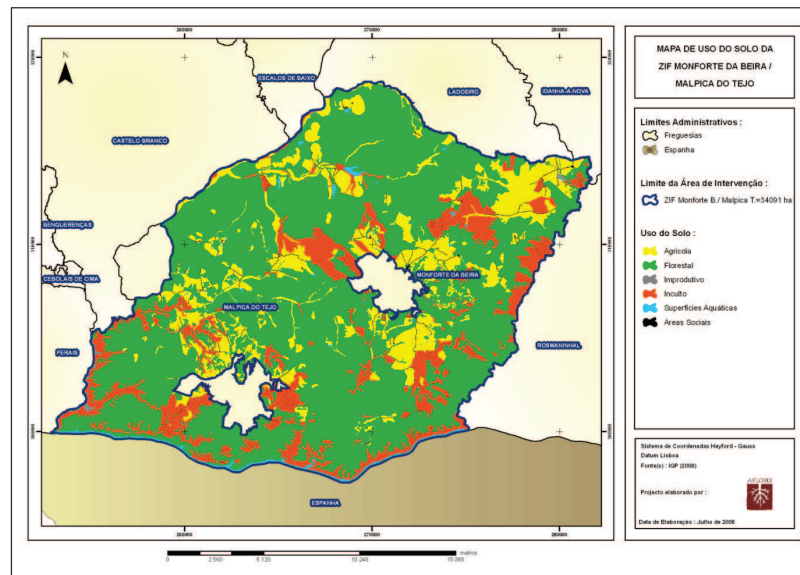 MAPA DE USO DO SOLO DA
ZIF MONFORTE DA BEIRA /
MALPICA DO TEJO
Limites Administrativos :
Freguesias
Espanha
Limite da Área de Intervenção :
ZIF Monforte B./ Malpica T.=34091 ha
Uso do Solo :
Agricola
Florestal
Improdutivo
Inculto
Superfícies Aquáticas
Áreas Sociais
Sistema de Coordenadas Hayford - Gauss
Datum Lisboa
Fonte(s) : IGP (2008)
Projecto elaborado por :
AFLOBEI
Data de Elaboração : Julho de 2008
260000
270000
280000
N
ESCALOS DE BAIXO
LADOEIRO
IDANHA-A-NOVA
CASTELO BRANCO
BENQUERENÇAS
CEBOLAIS DE CIMA
MONFORTE DA BEIRA
MALPICA DO TEJO
PERAIS
ROSMANINHAL
ESPANHA
260000
270000
280000
metros
0
2.560
5.120
10.240
15.360